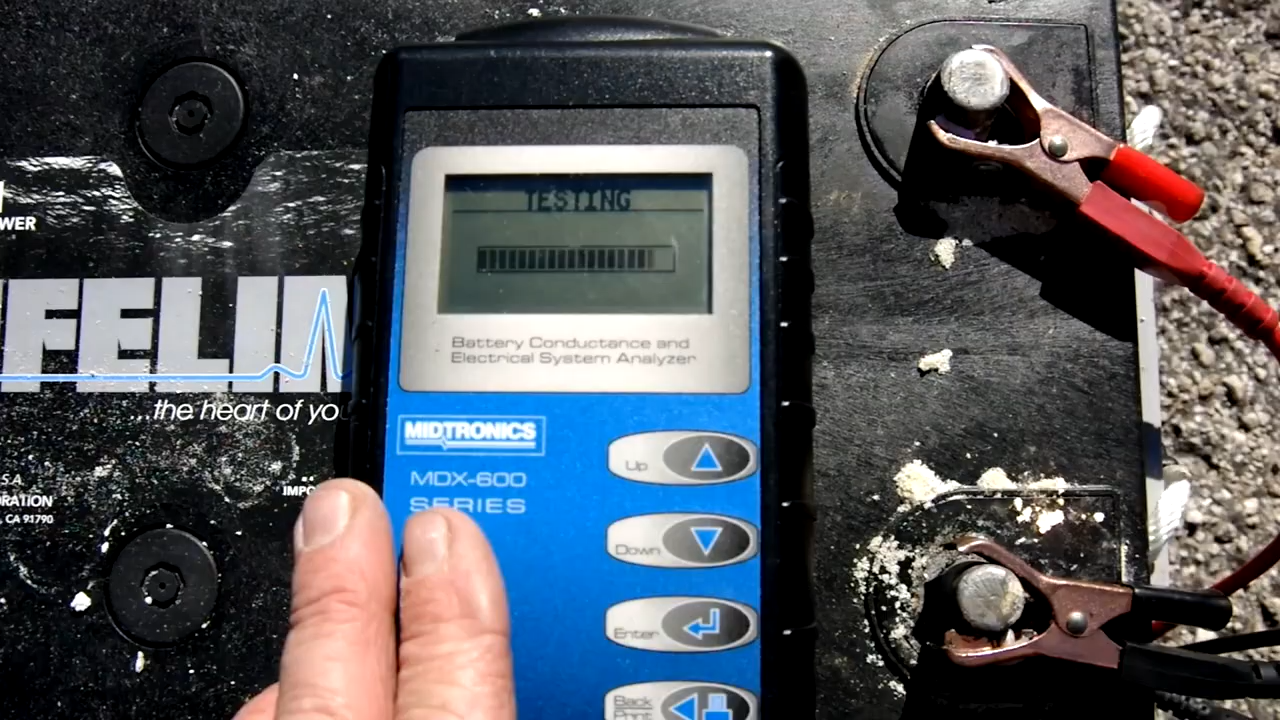 TESTING
Battery Conductance and
Electrical System Analyzer
MIDTRONICS
MDX-600
SERIES
Up
Down
Enter
Back
Print
WER
FELIN
...the heart of yo
S.A.
RATION
, CA 91790
IMPO